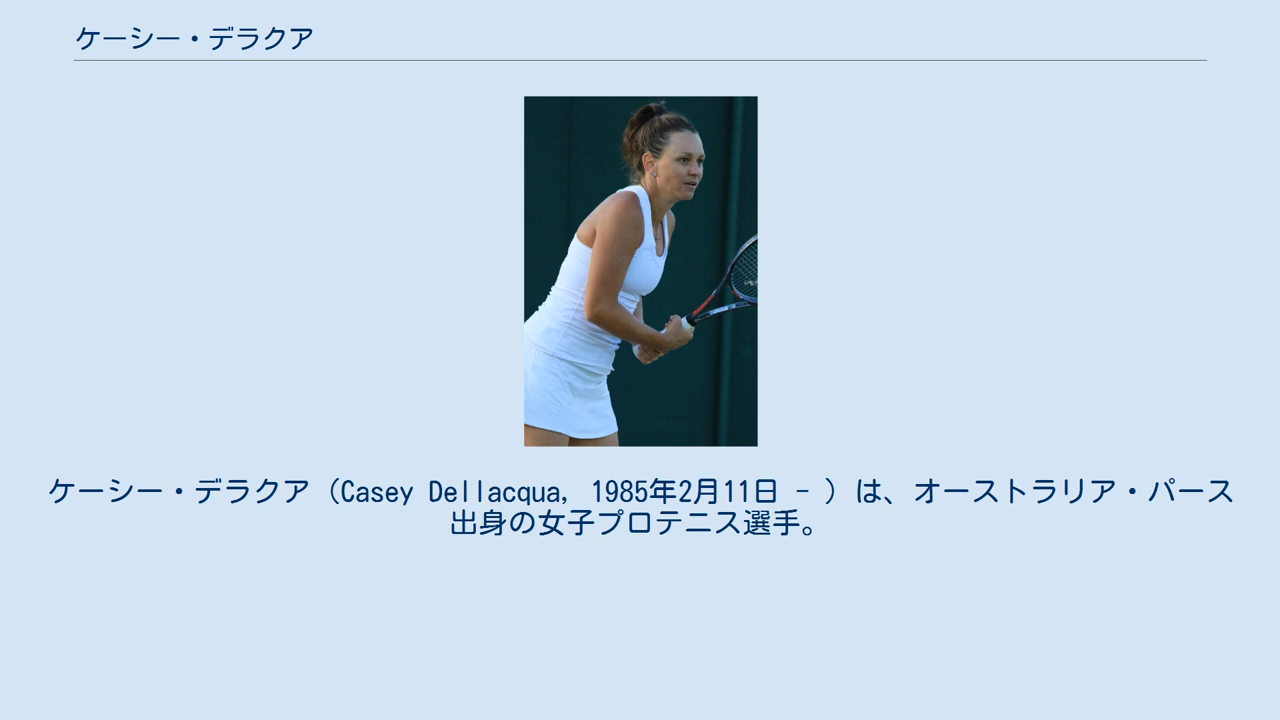 ケーシー・デラクア
ケーシー・デラクア（Casey Dellacqua, 1985年2月11日 - ）は、オーストラリア・パース
出身の女子プロテニス選手。